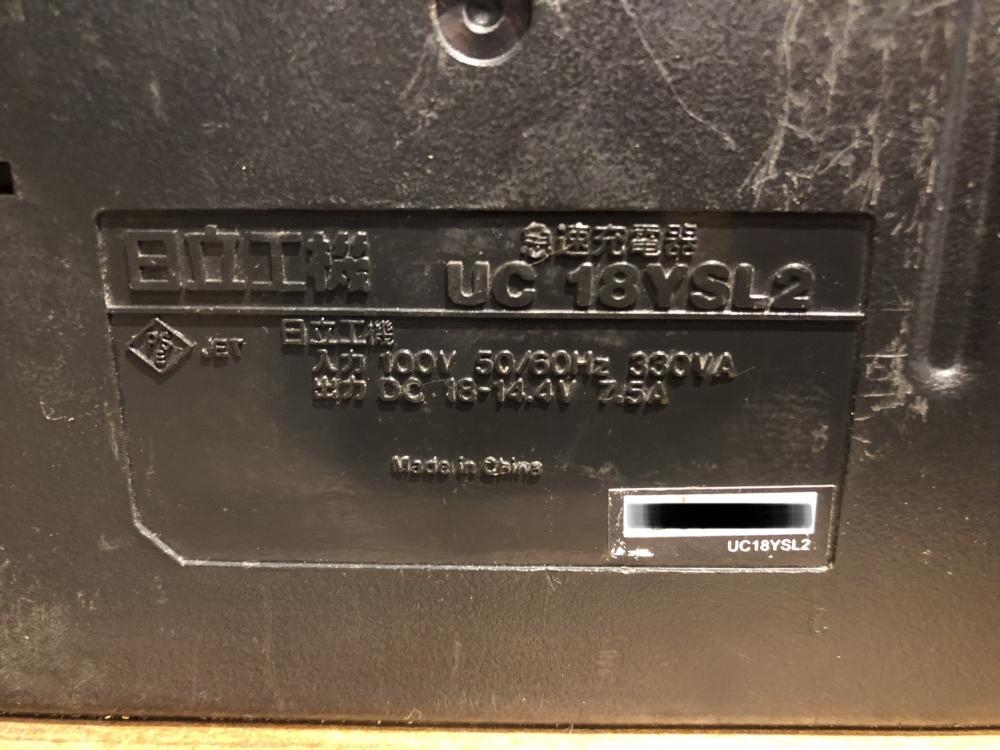 日立工機
急速充電器
UC 18YSL2
PSE
JET
日立工機
入力 100V 50/60Hz 330VA
出力 DC 18-14.4V 7.5A
Made in China
UC18YSL2